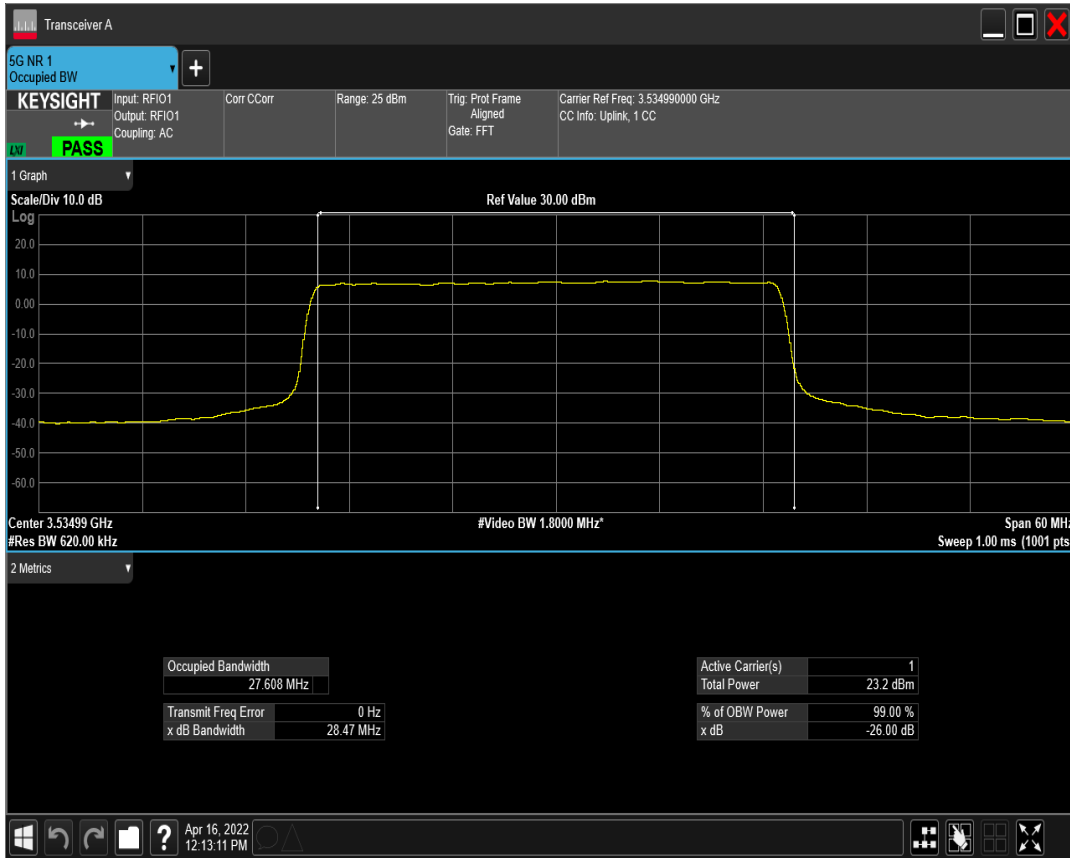 Transceiver A
5G NR 1
Occupied BW
KEYSIGHT
LXI
PASS
Input: RFIO1
Output: RFIO1
Coupling: AC
Corr CCorr
Range: 25 dBm
Trig: Prot Frame
Aligned
Gate: FFT
Carrier Ref Freq: 3.534990000 GHz
CC Info: Uplink, 1 CC
1 Graph
Scale/Div 10.0 dB
Ref Value 30.00 dBm
Log
20.0
10.0
0.00
-10.0
-20.0
-30.0
-40.0
-50.0
-60.0
Center 3.53499 GHz
#Video BW 1.8000 MHz*
Span 60 MHz
#Res BW 620.00 kHz
Sweep 1.00 ms (1001 pts
2 Metrics
Occupied Bandwidth
27.608 MHz
Transmit Freq Error 0 Hz
x dB Bandwidth 28.47 MHz
Active Carrier(s) 1
Total Power 23.2 dBm
% of OBW Power 99.00 %
x dB -26.00 dB
?
Apr 16, 2022
12:13:11 PM